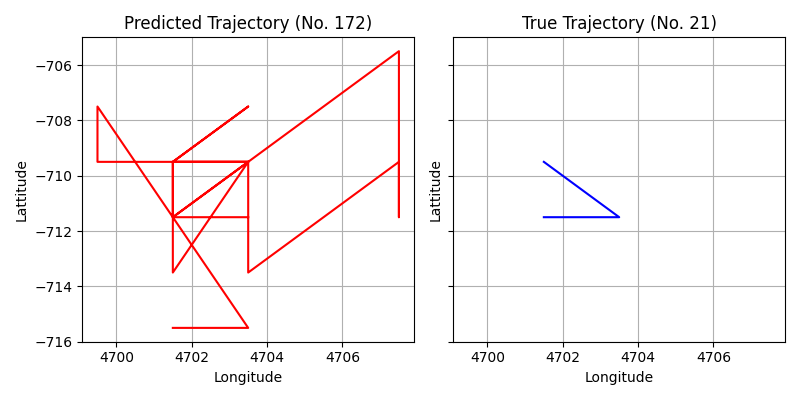 Predicted Trajectory (No. 172)
True Trajectory (No. 21)
−706
−708
−710
−712
−714
−716
Lattitude
Lattitude
4700
4702
4704
4706
4700
4702
4704
4706
Longitude
Longitude